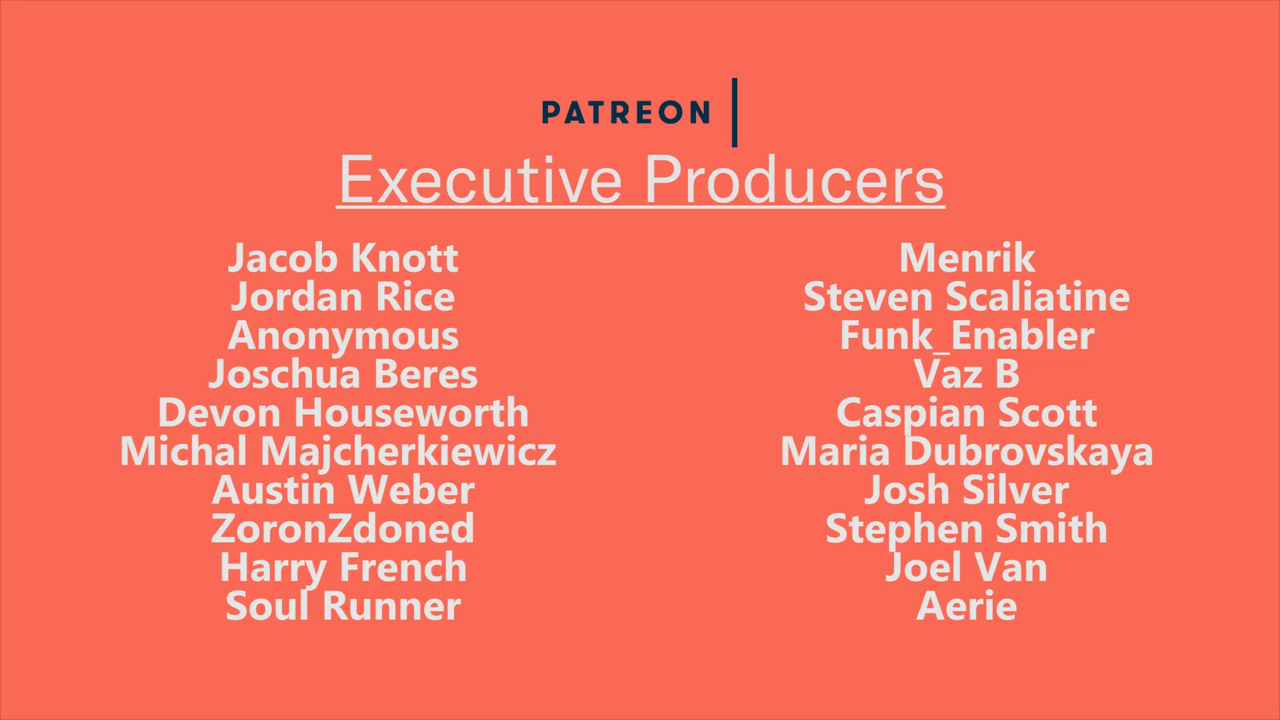 PATREON
Executive Producers
Jacob Knott
Jordan Rice
Anonymous
Joschua Beres
Devon Houseworth
Michal Majcherkiewicz
Austin Weber
ZoronZdoned
Harry French
Soul Runner
Menrik
Steven Scaliatine
Funk_Enabler
Vaz B
Caspian Scott
Maria Dubrovskaya
Josh Silver
Stephen Smith
Joel Van
Aerie